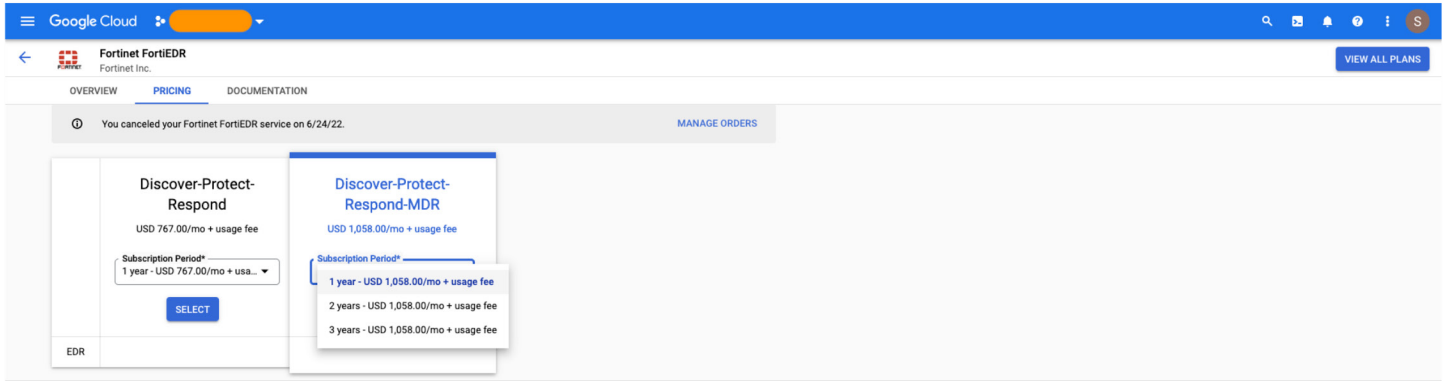 Google Cloud
S
FORTINET
Fortinet FortiEDR
Fortinet Inc.
VIEW ALL PLANS
OVERVIEW PRICING DOCUMENTATION
You canceled your Fortinet FortiEDR service on 6/24/22. MANAGE ORDERS
Discover-Protect-
Respond
USD 767.00/mo + usage fee
Subscription Period*
1 year - USD 767.00/mo + usa...
SELECT
Discover-Protect-
Respond-MDR
USD 1,058.00/mo + usage fee
Subscription Period*
1 year - USD 1,058.00/mo + usage fee
2 years - USD 1,058.00/mo + usage fee
3 years - USD 1,058.00/mo + usage fee
EDR